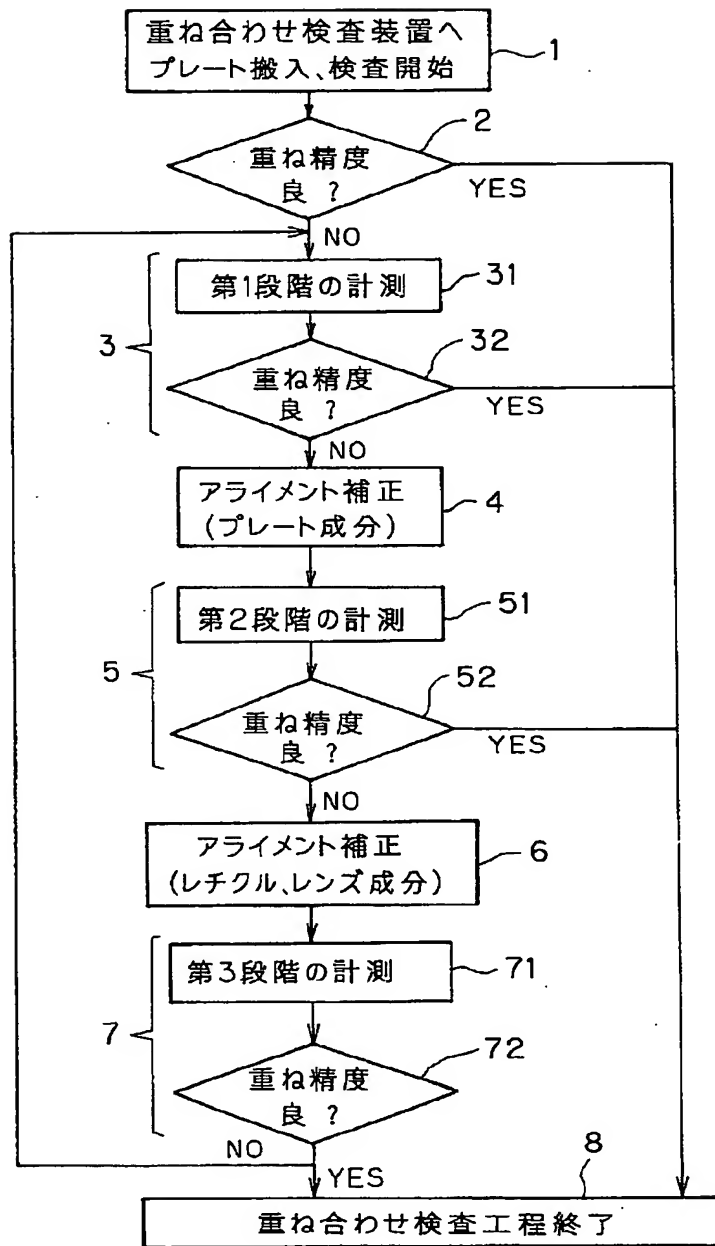 重ね合わせ検査装置へ
プレート搬入、検査開始
1
2
重ね精度
良 ?
YES
NO
3
第1段階の計測
31
32
重ね精度
良 ?
YES
NO
アライメント補正
(プレート成分)
4
5
第2段階の計測
51
52
重ね精度
良 ?
YES
NO
アライメント補正
(レチクル、レンズ成分)
6
7
第3段階の計測
71
72
重ね精度
良 ?
NO
YES
8
重ね合わせ検査工程終了